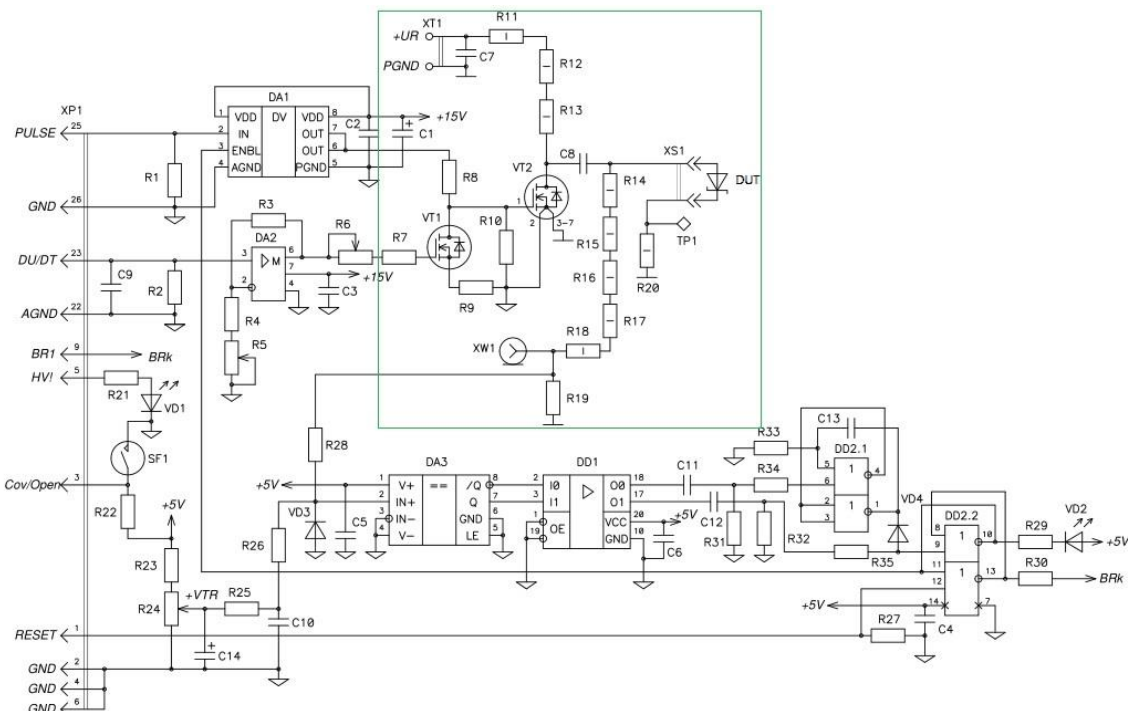 XT1
R11
+UR
PGND
C7
R12
R13
XP1
DA1
PULSE 25
1 VDD DV VDD 8
2 IN OUT 7
3 ENBL OUT 6
4 AGND PGND 5
C2
C1
+15V
R1
GND 26
R8
C8
XS1
VT2
DUT
R14
1
2
3-7
TP1
R3
DA2
R6
R7
VT1
R10
R15
DU/DT 23
3 M 6
7
2
4
C9
R2
C3
+15V
R9
R16
R20
AGND 22
R4
R17
R5
R18
XW1
BR1 9
BRk
HV! 5
R21
VD1
R19
SF1
R28
R33
C13
DD2.1
5 1 4
6
2 1 1
3
Cov/Open 3
R22
+5V
+5V
DA3
1 V+ == /Q 8
2 IN+ Q 7
3 IN- GND 6
4 V- LE 5
DD1
2 I0 O0 18
3 I1 O1 17
1 OE VCC 20
19 GND 10
C11
R34
C12
VD3
C5
+5V
C6
R31
R32
VD4
R35
DD2.2
8 1 10
9
11 1 13
12
14 7
R29
VD2
+5V
R30
BRk
R26
R23
R24
+VTR
R25
C10
C14
+5V
C4
R27
RESET 1
GND 2
GND 4
GND 6